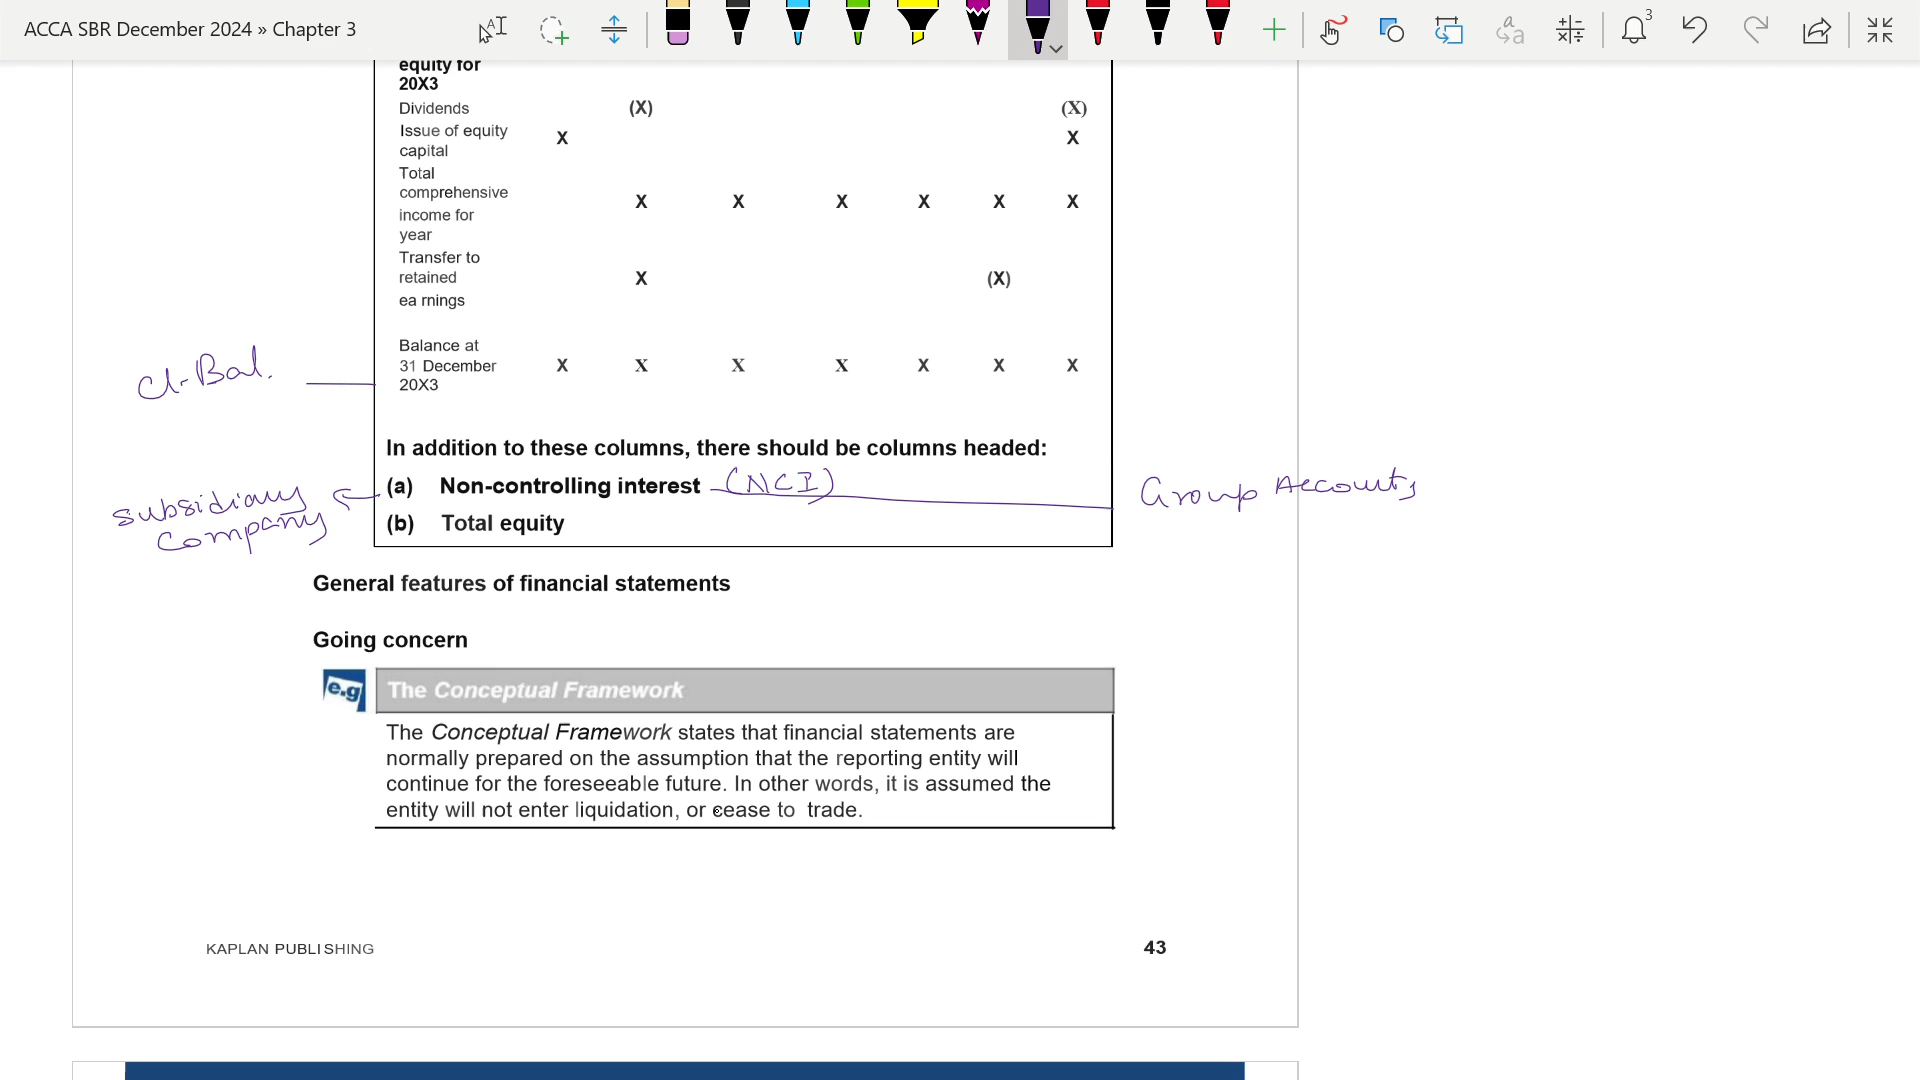 ACCA SBR December 2024 » Chapter 3
3
equity for
20X3
Dividends (X) (X)
Issue of equity
capital X X
Total
comprehensive
income for X X X X X X
year
Transfer to
retained X (X)
ea rnings
Balance at
31 December X X X X X X X
20X3
Cl-Bal.
In addition to these columns, there should be columns headed:
(a) Non-controlling interest (NCI)
Group Accounts
subsidiary
company
(b) Total equity
General features of financial statements
Going concern
e.g
The Conceptual Framework
The Conceptual Framework states that financial statements are
normally prepared on the assumption that the reporting entity will
continue for the foreseeable future. In other words, it is assumed the
entity will not enter liquidation, or cease to trade.
KAPLAN PUBLISHING 43